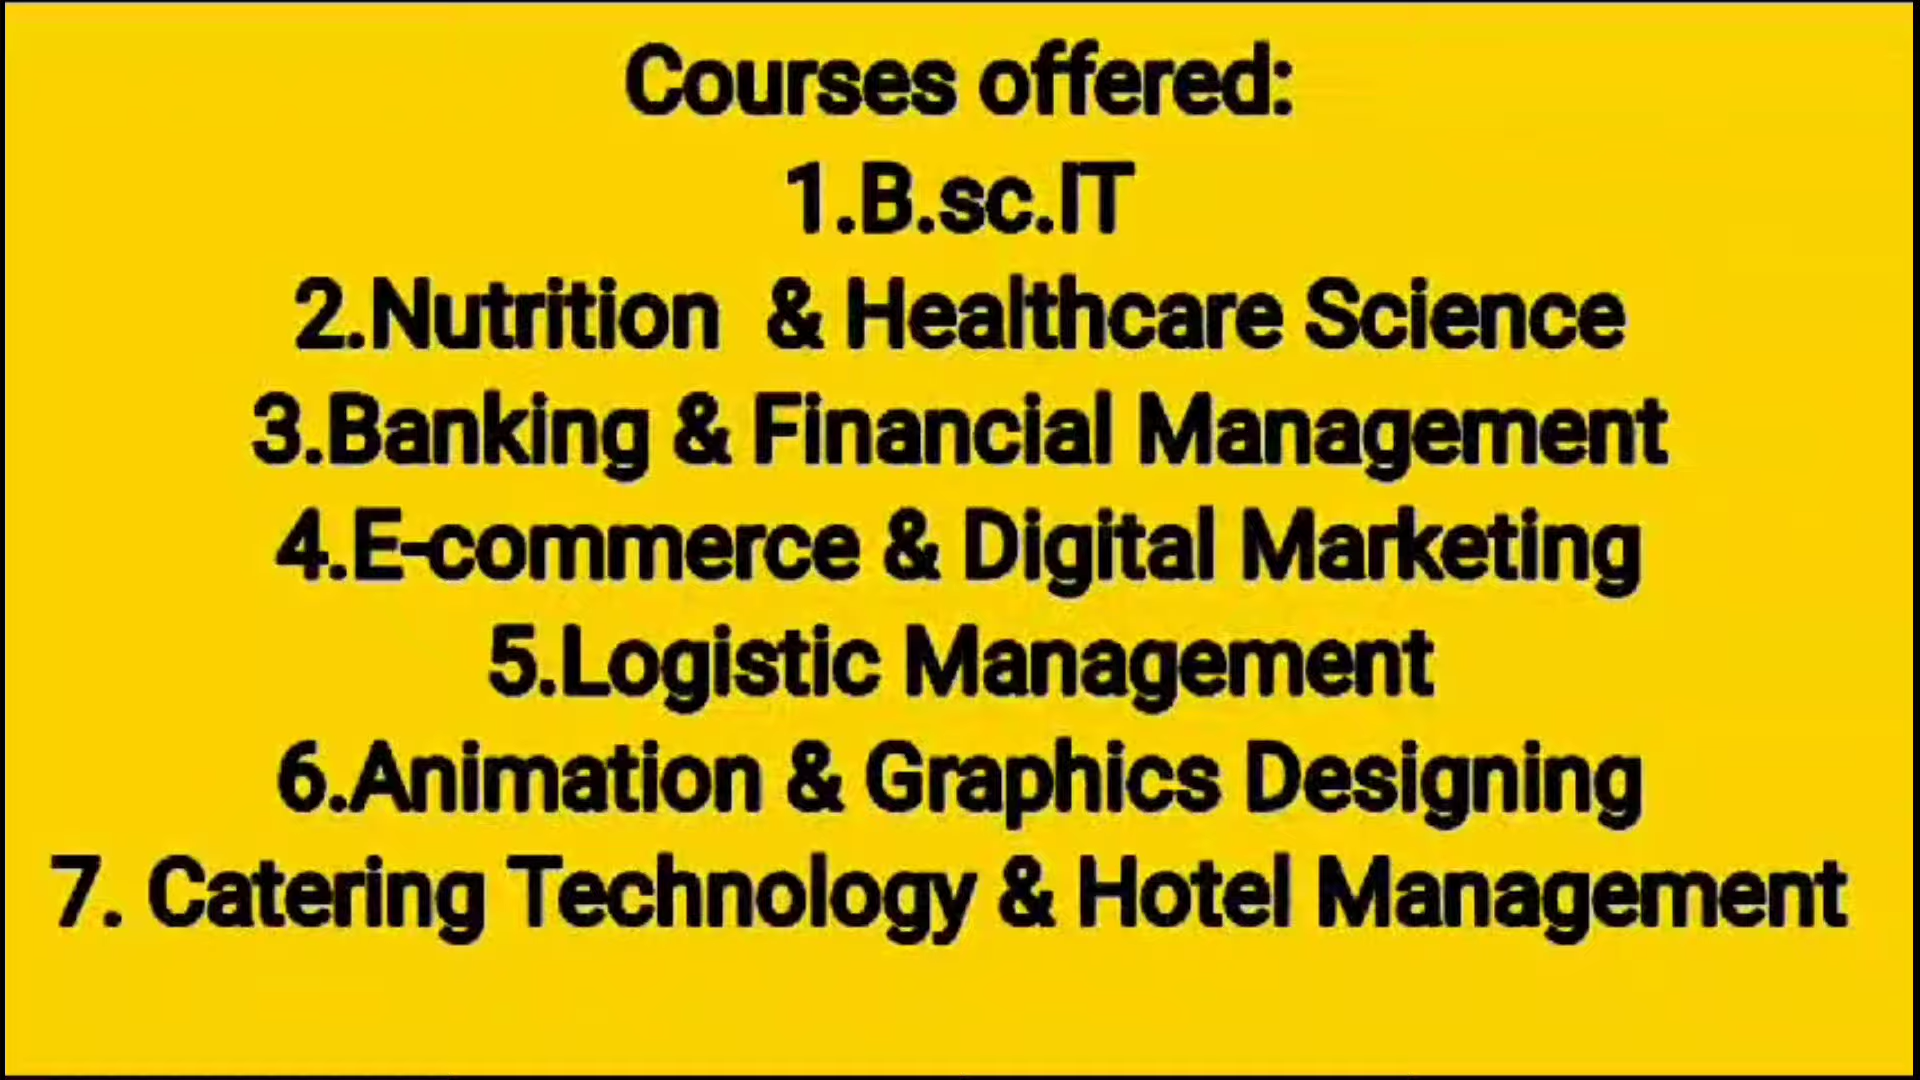 Courses offered:
1.B.sc.IT
2.Nutrition  & Healthcare Science
3.Banking & Financial Management
4.E-commerce & Digital Marketing
5.Logistic Management
6.Animation & Graphics Designing
7. Catering Technology & Hotel Management